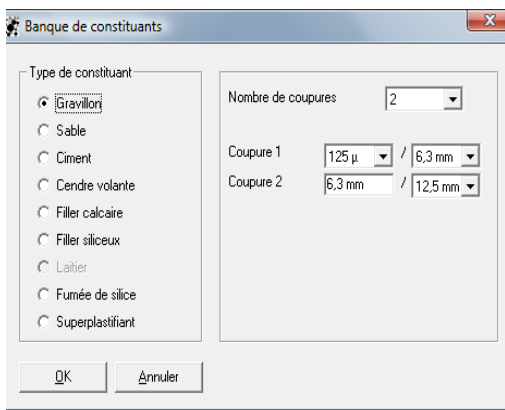 Banque de constituants
Type de constituant
Gravillon
Sable
Ciment
Cendre volante
Filler calcaire
Filler siliceux
Laitier
Fumée de silice
Superplastifiant
Nombre de coupures 2
Coupure 1 125 µ / 6,3 mm
Coupure 2 6,3 mm / 12,5 mm
OK Annuler